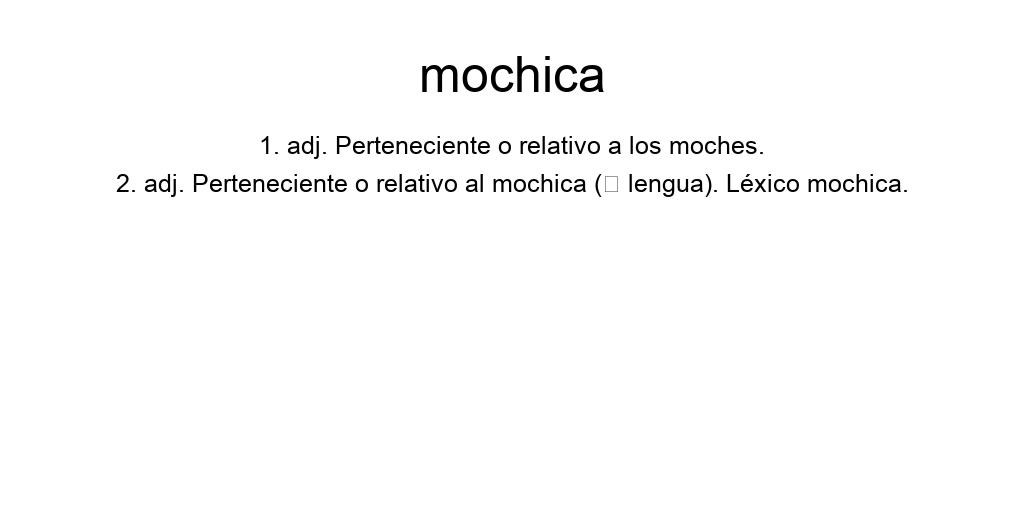 mochica
1. adj. Perteneciente o relativo a los moches.
2. adj. Perteneciente o relativo al mochica (□ lengua). Léxico mochica.